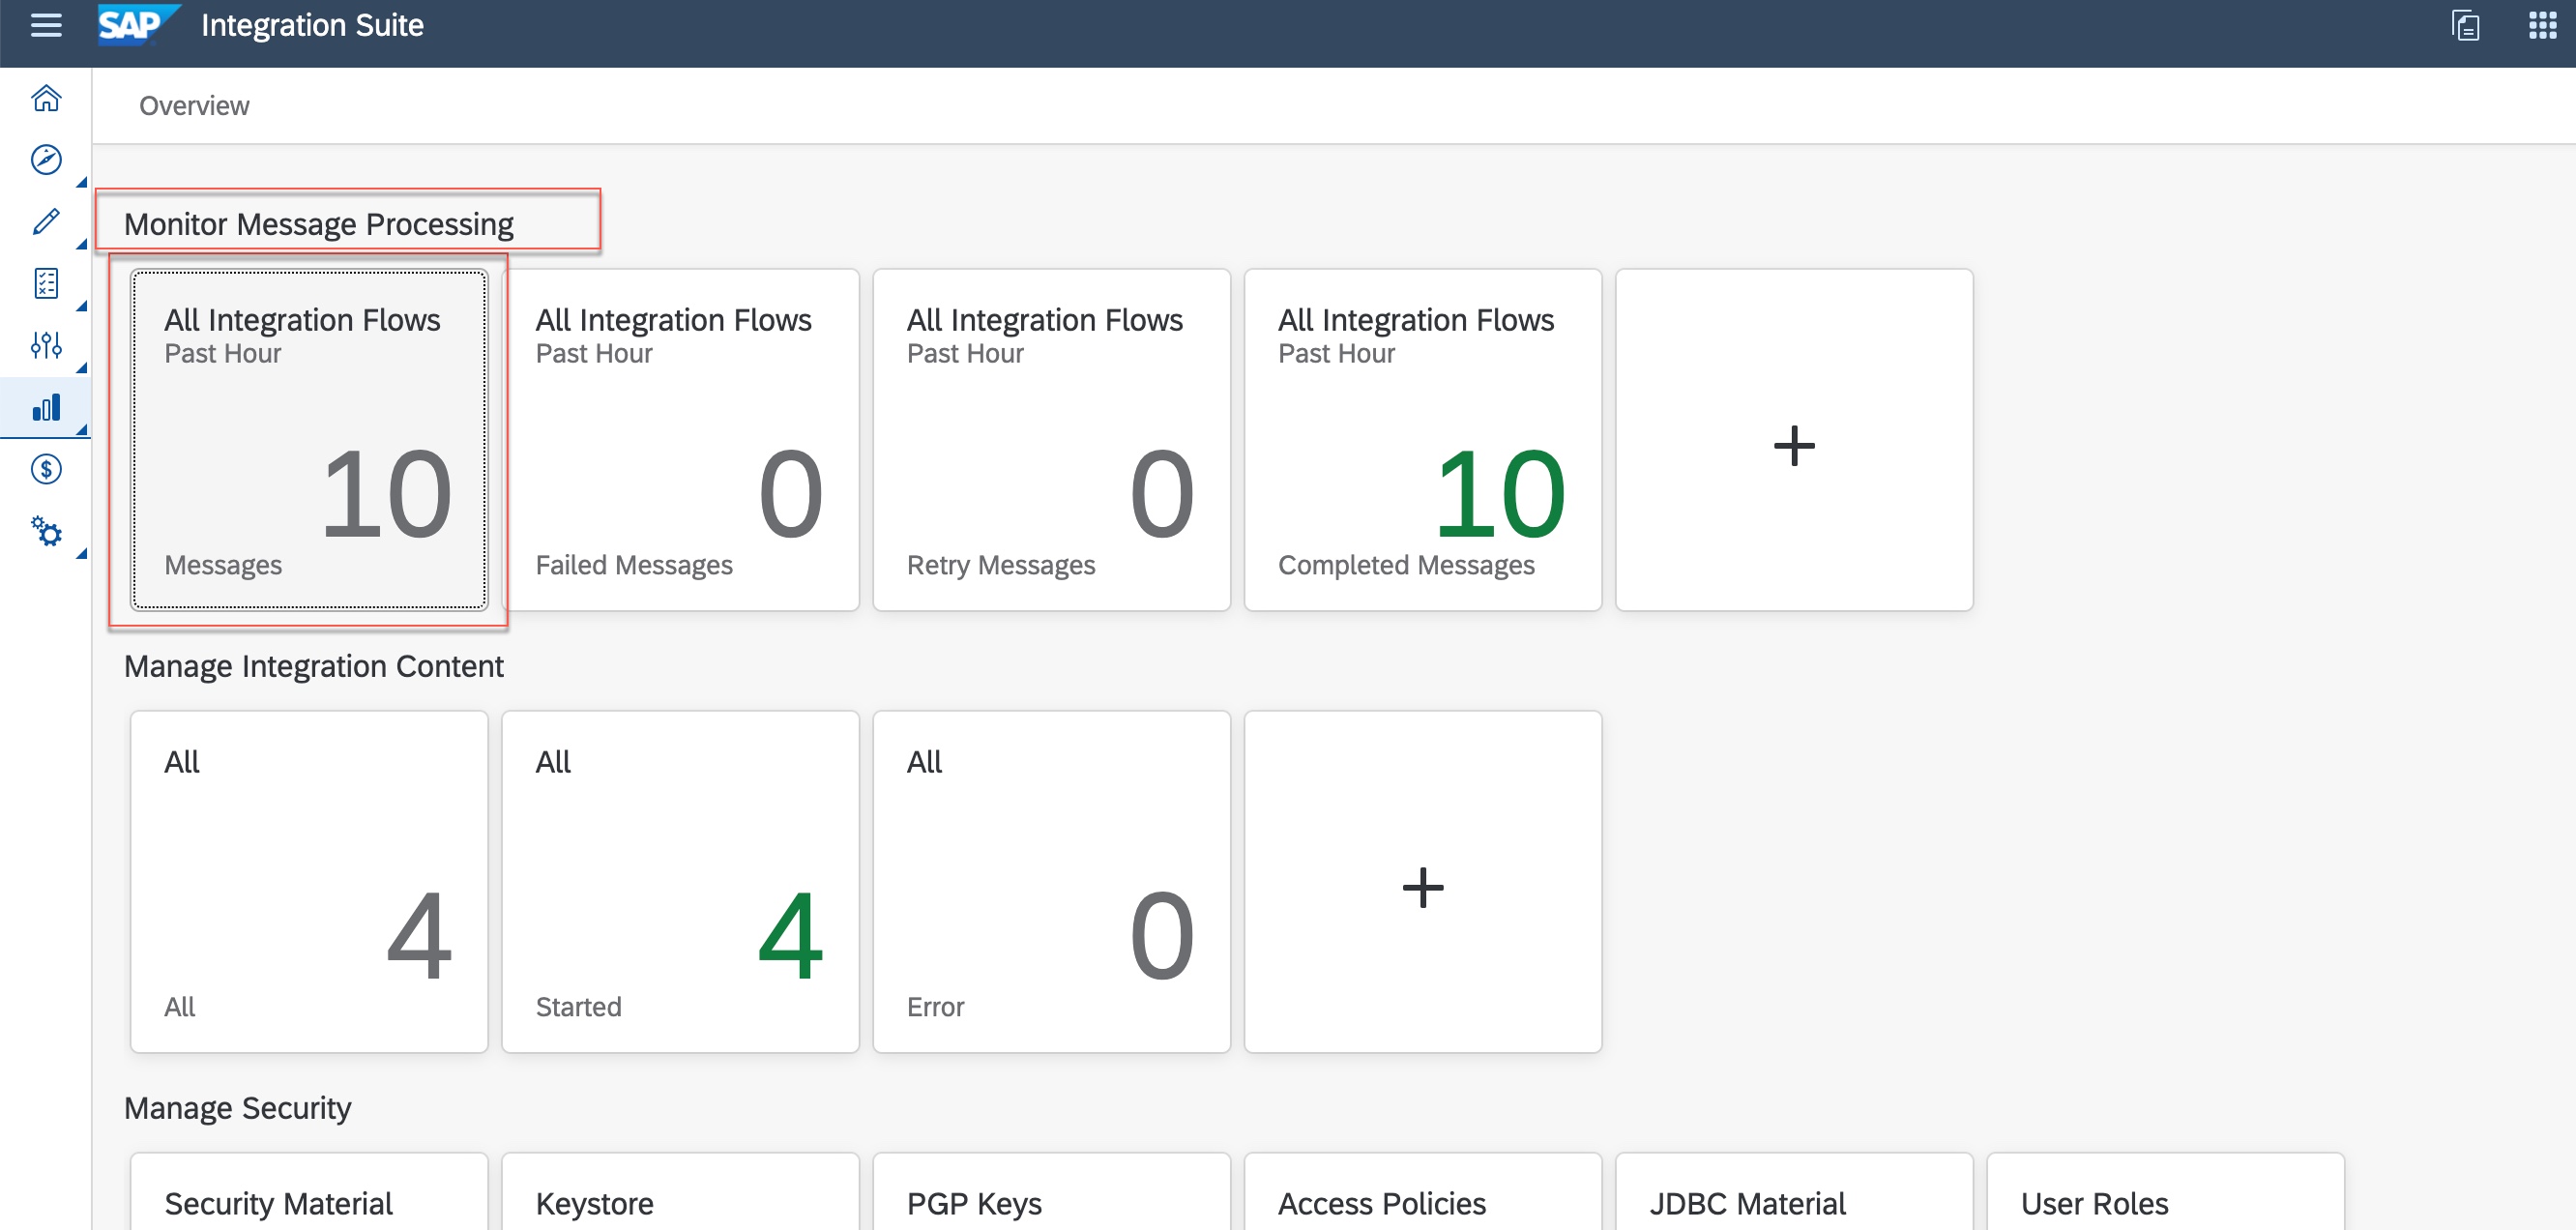 SAP Integration Suite
Overview
Monitor Message Processing
All Integration Flows
Past Hour
10
Messages
All Integration Flows
Past Hour
0
Failed Messages
All Integration Flows
Past Hour
0
Retry Messages
All Integration Flows
Past Hour
10
Completed Messages
+
Manage Integration Content
All
4
All
All
4
Started
All
0
Error
+
Manage Security
Security Material
Keystore
PGP Keys
Access Policies
JDBC Material
User Roles